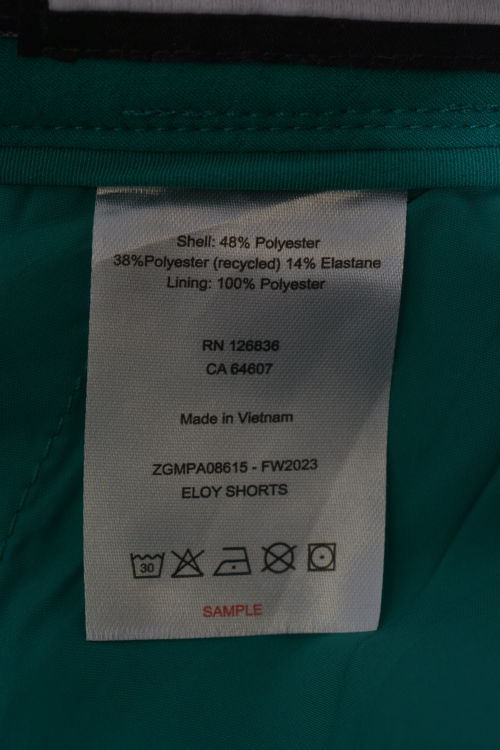 Shell: 48% Polyester
38%Polyester (recycled) 14% Elastane
Lining: 100% Polyester
RN 126836
CA 64607
Made in Vietnam
ZGMPA08615 - FW2023
ELOY SHORTS
30
SAMPLE